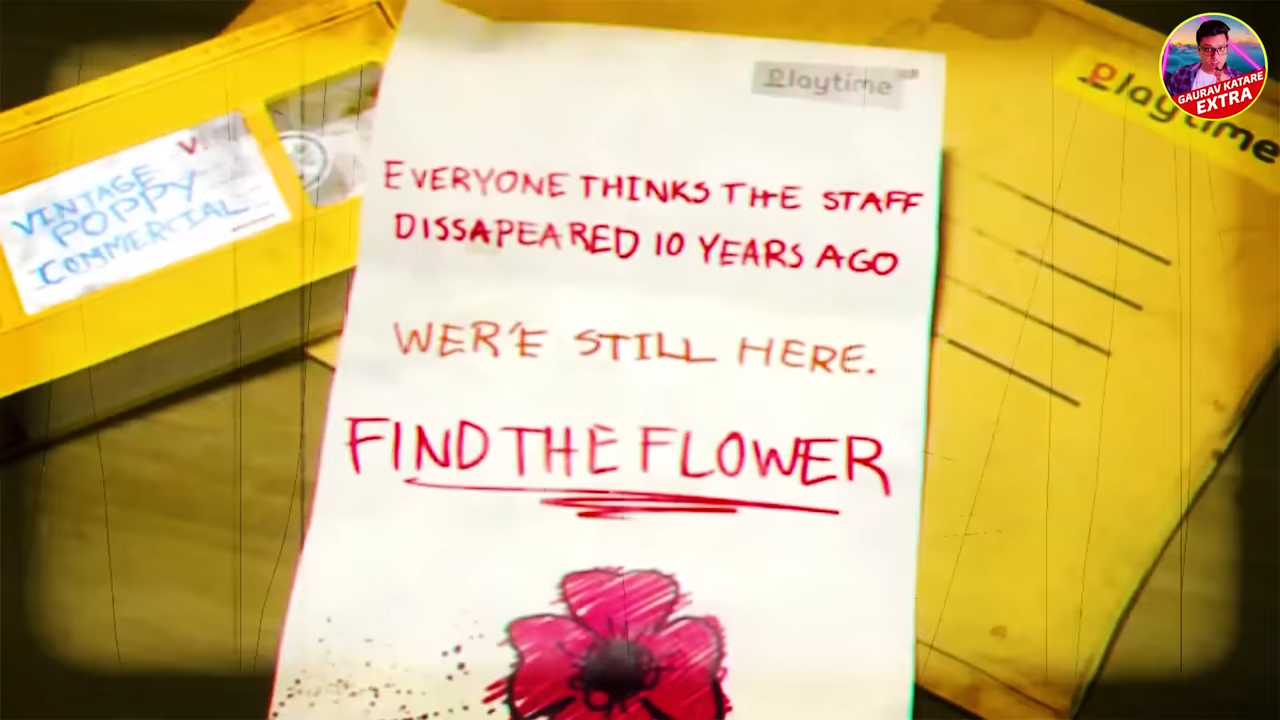 VINTAGE
POPPY
COMMERCIAL
Playtime
EVERYONE THINKS THE STAFF
DISSAPEARED 10 YEARS AGO
WER'E STILL HERE.
FIND THE FLOWER
Playtime
GAURAV KATARE
EXTRA